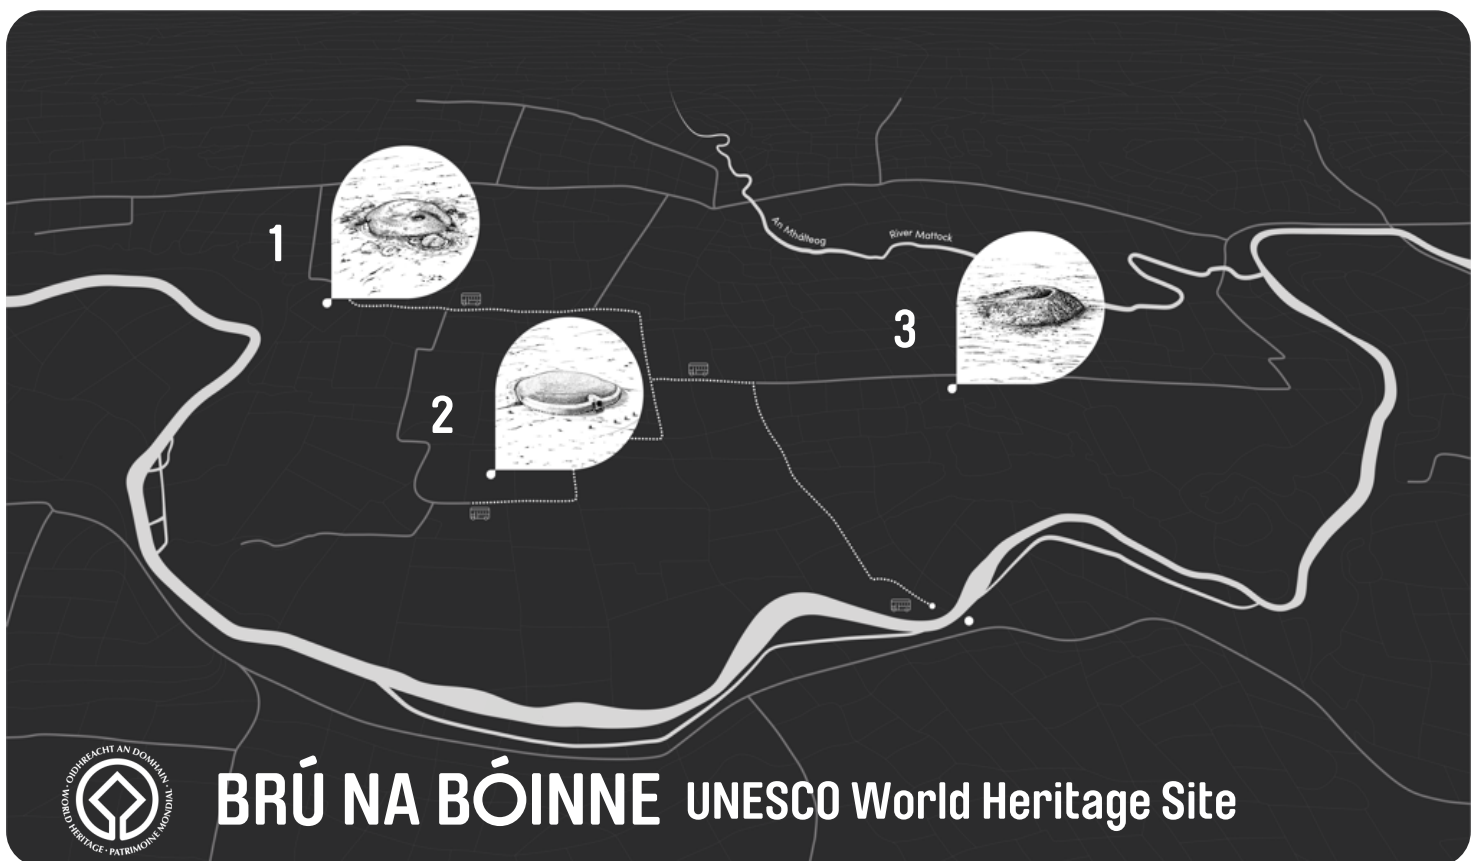 1
An Mháiteog
River Mattock
3
2
· OIDHREACHT AN DOMHAIN · WORLD HERITAGE · PATRIMOINE MONDIAL
BRÚ NA BÓINNE UNESCO World Heritage Site